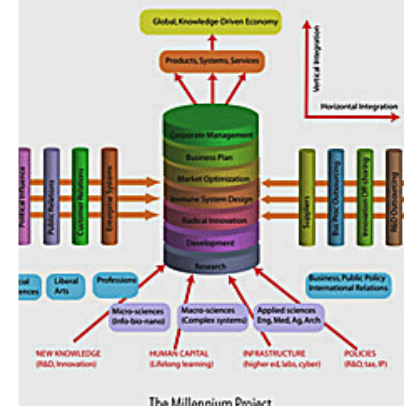 Global, Knowledge-Driven Economy
Products, Systems, Services
Vertical Integration
Horizontal Integration
Corporate Management
Business Plan
Market Optimization
Immune System Design
Radical Innovation
Development
Research
Political Influence
Public Relations
Customer Relations
Enterprise Systems
Suppliers
Bus Proc Outsourcing
Innovation Off-shoring
R&D Outsourcing
Liberal
Arts
Professions
Business, Public Policy
International Relations
Micro-sciences
(Info-bio-nano)
Macro-sciences
(Complex systems)
Applied sciences
Eng, Med, Ag, Arch
NEW KNOWLEDGE
(R&D, Innovation)
HUMAN CAPITAL
(Lifelong learning)
INFRASTRUCTURE
(higher ed, labs, cyber)
POLICIES
(R&D, tax, IP)
The Millennium Project